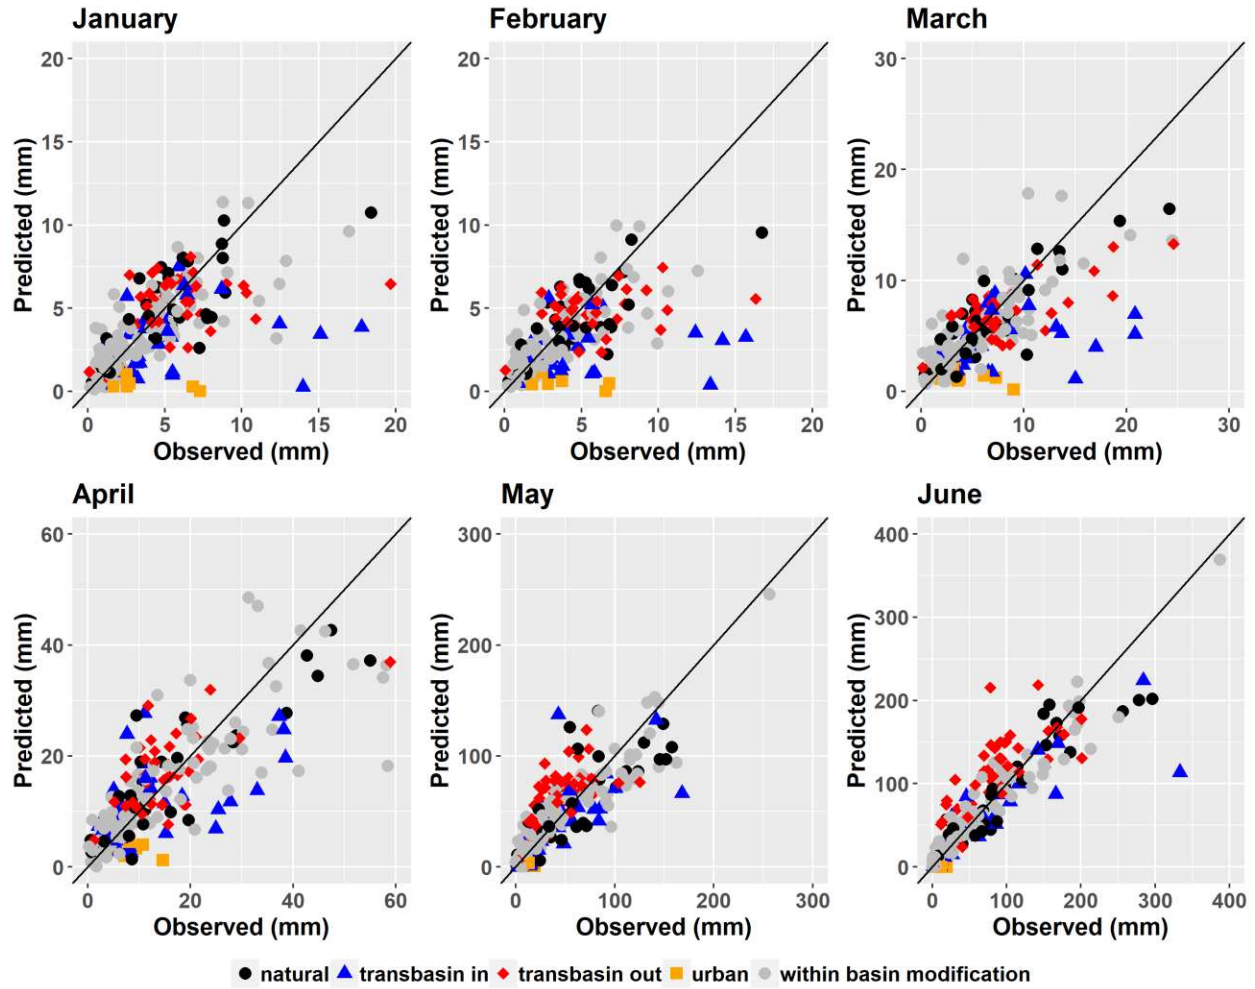 January
20
15
10
5
0
Predicted (mm)
0 5 10 15 20
Observed (mm)
February
20
15
10
5
0
Predicted (mm)
0 5 10 15 20
Observed (mm)
March
30
20
10
0
Predicted (mm)
0 10 20 30
Observed (mm)
April
60
40
20
0
Predicted (mm)
0 20 40 60
Observed (mm)
May
300
200
100
0
Predicted (mm)
0 100 200 300
Observed (mm)
June
400
300
200
100
0
Predicted (mm)
0 100 200 300 400
Observed (mm)
natural transbasin in transbasin out urban within basin modification